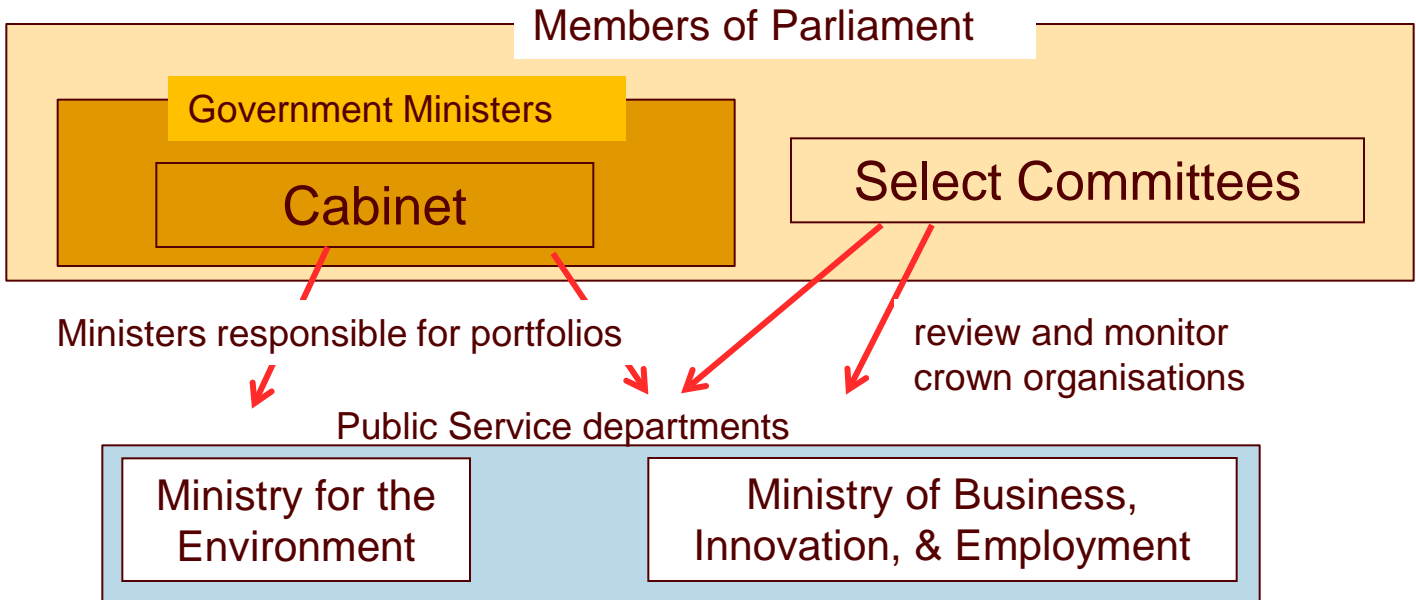 Members of Parliament
Government Ministers
Cabinet
Select Committees
Ministers responsible for portfolios
review and monitor
crown organisations
Public Service departments
Ministry for the
Environment
Ministry of Business,
Innovation, & Employment